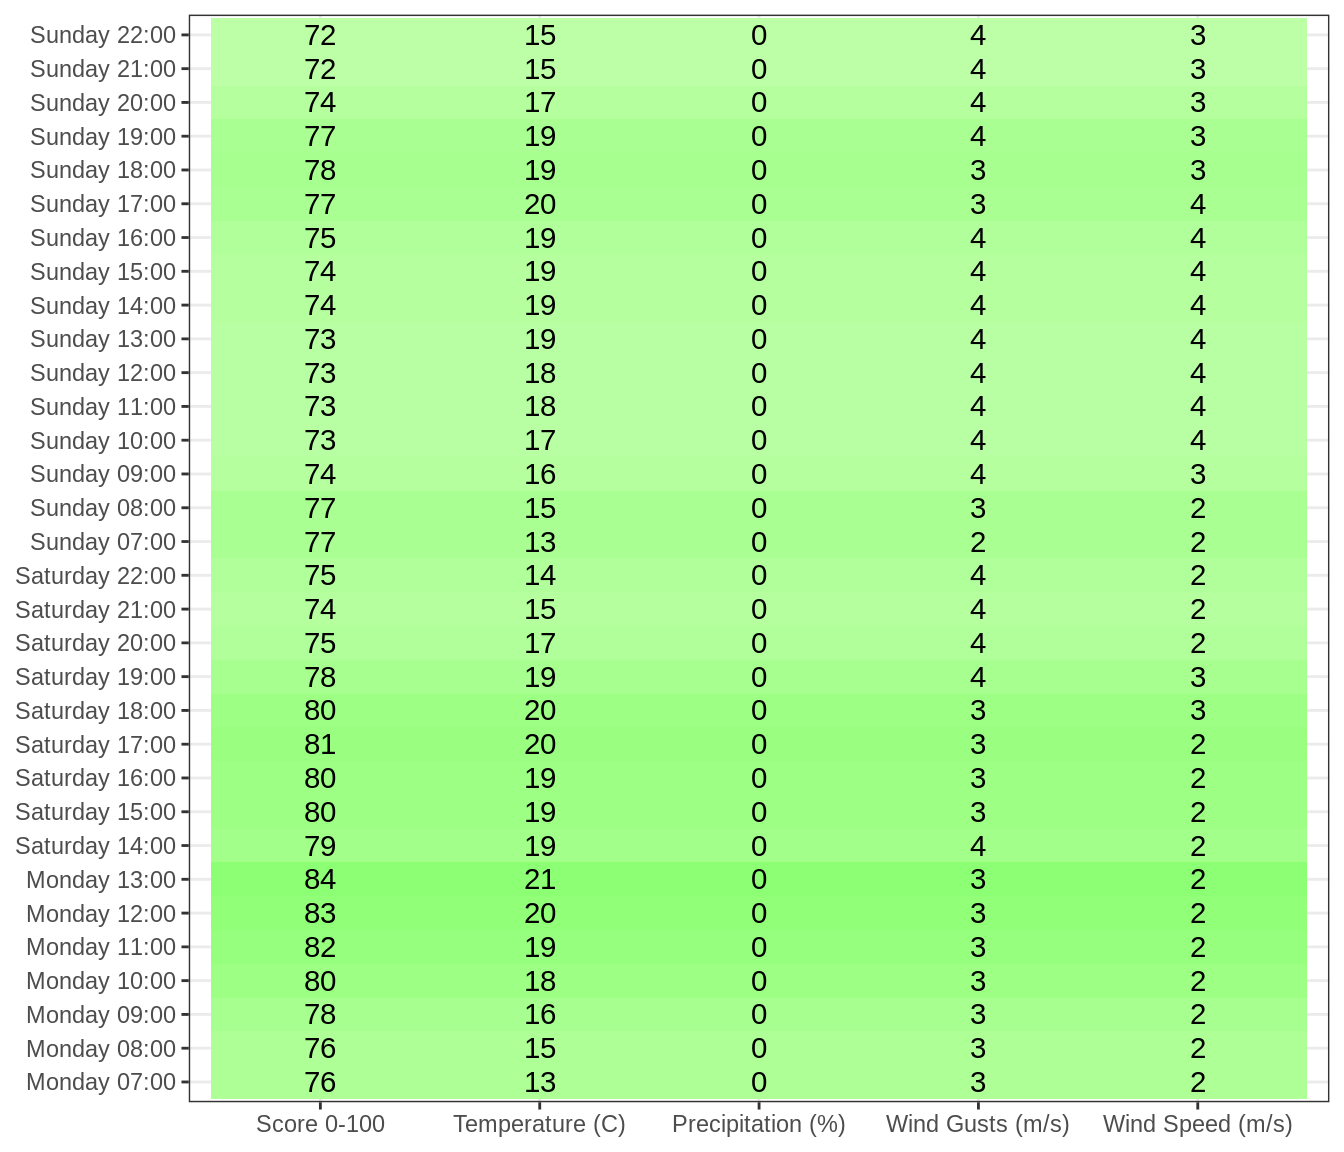 Sunday 22:00 72 15 0 4 3
Sunday 21:00 72 15 0 4 3
Sunday 20:00 74 17 0 4 3
Sunday 19:00 77 19 0 4 3
Sunday 18:00 78 19 0 3 3
Sunday 17:00 77 20 0 3 4
Sunday 16:00 75 19 0 4 4
Sunday 15:00 74 19 0 4 4
Sunday 14:00 74 19 0 4 4
Sunday 13:00 73 19 0 4 4
Sunday 12:00 73 18 0 4 4
Sunday 11:00 73 18 0 4 4
Sunday 10:00 73 17 0 4 4
Sunday 09:00 74 16 0 4 3
Sunday 08:00 77 15 0 3 2
Sunday 07:00 77 13 0 2 2
Saturday 22:00 75 14 0 4 2
Saturday 21:00 74 15 0 4 2
Saturday 20:00 75 17 0 4 2
Saturday 19:00 78 19 0 4 3
Saturday 18:00 80 20 0 3 3
Saturday 17:00 81 20 0 3 2
Saturday 16:00 80 19 0 3 2
Saturday 15:00 80 19 0 3 2
Saturday 14:00 79 19 0 4 2
Monday 13:00 84 21 0 3 2
Monday 12:00 83 20 0 3 2
Monday 11:00 82 19 0 3 2
Monday 10:00 80 18 0 3 2
Monday 09:00 78 16 0 3 2
Monday 08:00 76 15 0 3 2
Monday 07:00 76 13 0 3 2
Score 0-100 Temperature (C) Precipitation (%) Wind Gusts (m/s) Wind Speed (m/s)